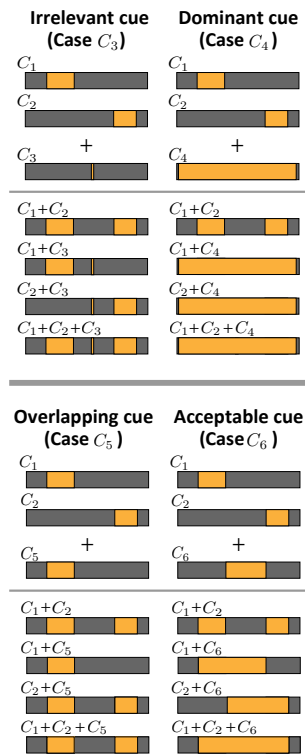 Irrelevant cue
(Case C₃)
C₁
C₂
+
C₃
C₁+C₂
C₁+C₃
C₂+C₃
C₁+C₂+C₃
Dominant cue
(Case C₄)
C₁
C₂
+
C₄
C₁+C₂
C₁+C₄
C₂+C₄
C₁+C₂+C₄
Overlapping cue
(Case C₅)
C₁
C₂
+
C₅
C₁+C₂
C₁+C₅
C₂+C₅
C₁+C₂+C₅
Acceptable cue
(Case C₆)
C₁
C₂
+
C₆
C₁+C₂
C₁+C₆
C₂+C₆
C₁+C₂+C₆